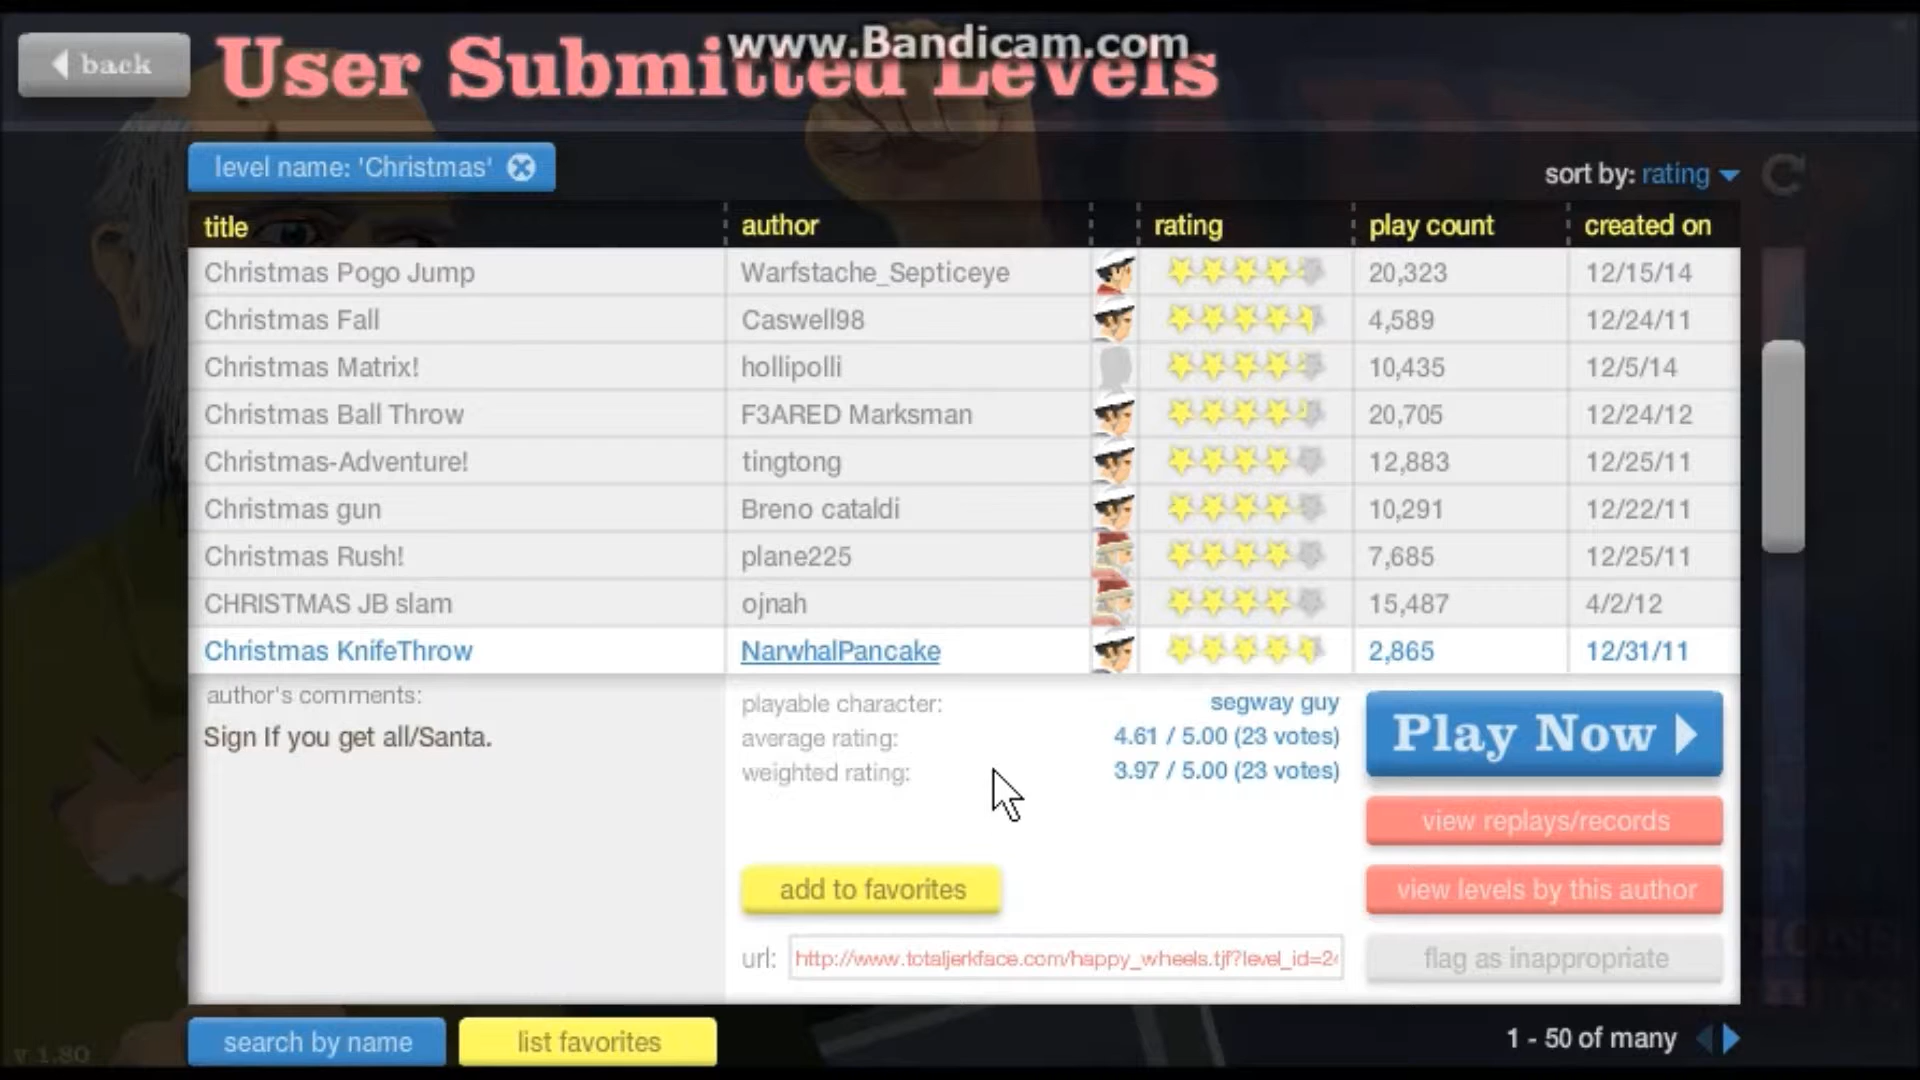 www.Bandicam.com
back
User Submitted Levels
level name: 'Christmas'
sort by: rating
title author rating play count created on
Christmas Pogo Jump Warfstache_Septiceye 20,323 12/15/14
Christmas Fall Caswell98 4,589 12/24/11
Christmas Matrix! hollipolli 10,435 12/5/14
Christmas Ball Throw F3ARED Marksman 20,705 12/24/12
Christmas-Adventure! tingtong 12,883 12/25/11
Christmas gun Breno cataldi 10,291 12/22/11
Christmas Rush! plane225 7,685 12/25/11
CHRISTMAS JB slam ojnah 15,487 4/2/12
Christmas KnifeThrow NarwhalPancake 2,865 12/31/11
author's comments:
Sign If you get all/Santa.
playable character: segway guy
average rating: 4.61 / 5.00 (23 votes)
weighted rating: 3.97 / 5.00 (23 votes)
add to favorites
url: http://www.totaljerkface.com/happy_wheels.tjf?level_id=2
Play Now
view replays/records
view levels by this author
flag as inappropriate
search by name
list favorites
1 - 50 of many
v 1.80